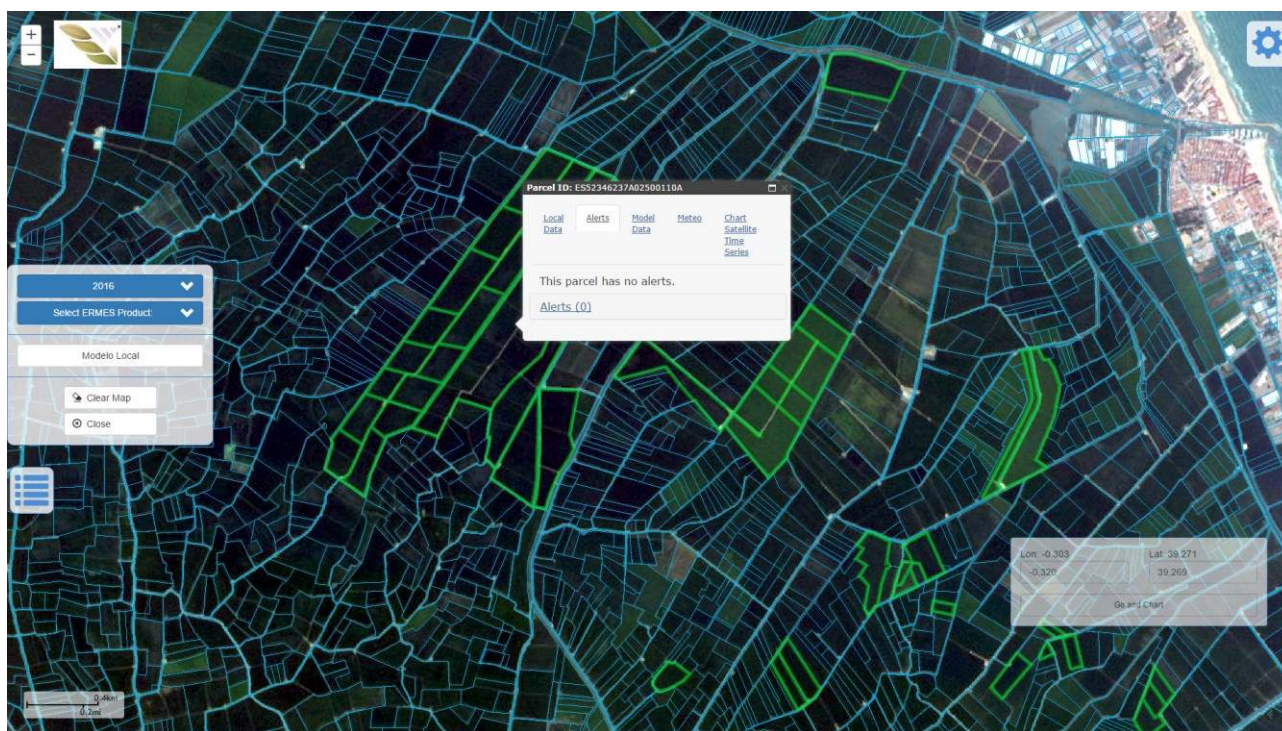 +
−
Parcel ID: ES52346237A02500110A
Local Data
Alerts
Model Data
Meteo
Chart Satellite Time Series
This parcel has no alerts.
Alerts (0)
2016
Select ERMES Product:
Modelo Local
Clear Map
Close
Lon: -0.303
Lat: 39.271
-0.320
39.269
Go and Chart
0.4km
0.2mi